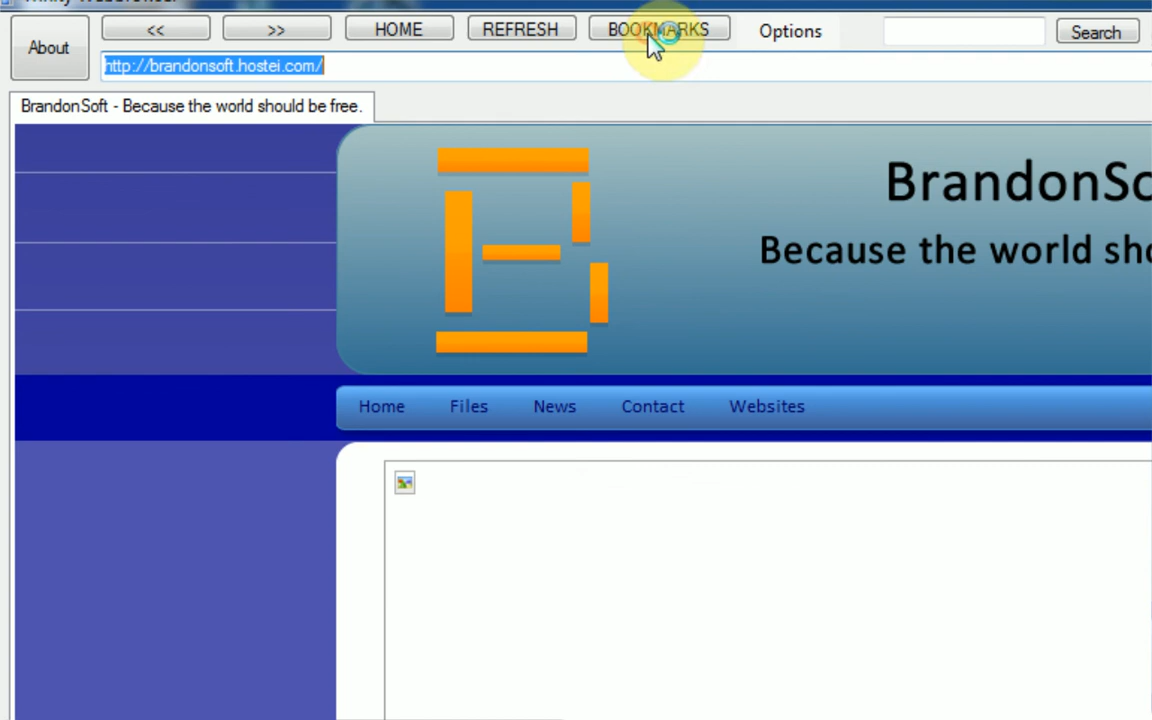 About
<<
>>
HOME
REFRESH
BOOKMARKS
Options
Search
http://brandonsoft.hostei.com/
BrandonSoft - Because the world should be free.
BrandonSo
Because the world sho
Home
Files
News
Contact
Websites